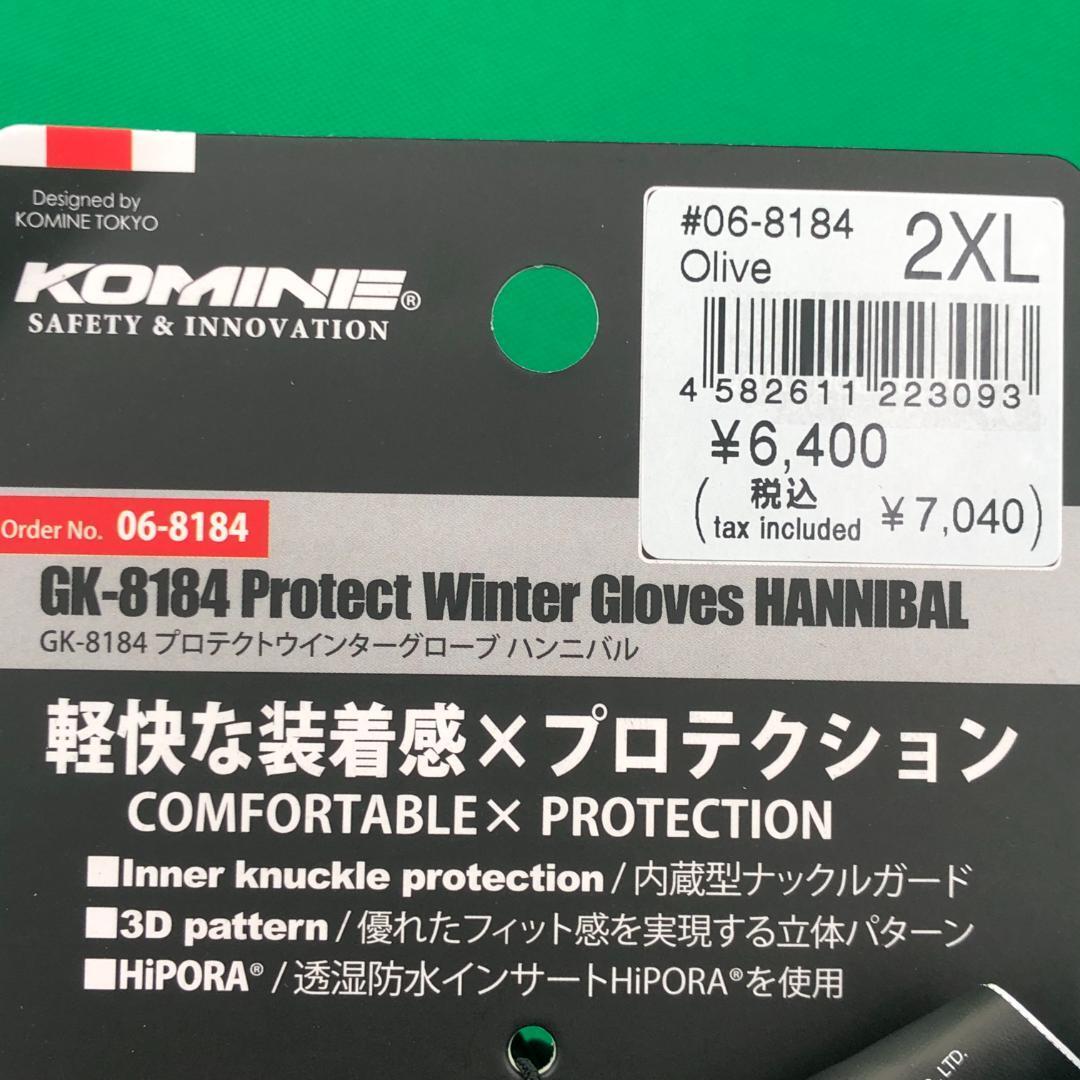 Designed by
KOMINE TOKYO
KOMINE®
SAFETY & INNOVATION
#06-8184 2XL
Olive
4 582611 223093
¥6,400
(税込 tax included ¥7,040)
Order No. 06-8184
GK-8184 Protect Winter Gloves HANNIBAL
GK-8184 プロテクトウインターグローブ ハンニバル
軽快な装着感×プロテクション
COMFORTABLE× PROTECTION
■Inner knuckle protection / 内蔵型ナックルガード
■3D pattern / 優れたフィット感を実現する立体パターン
■HiPORA® / 透湿防水インサートHiPORA®を使用
LTD.